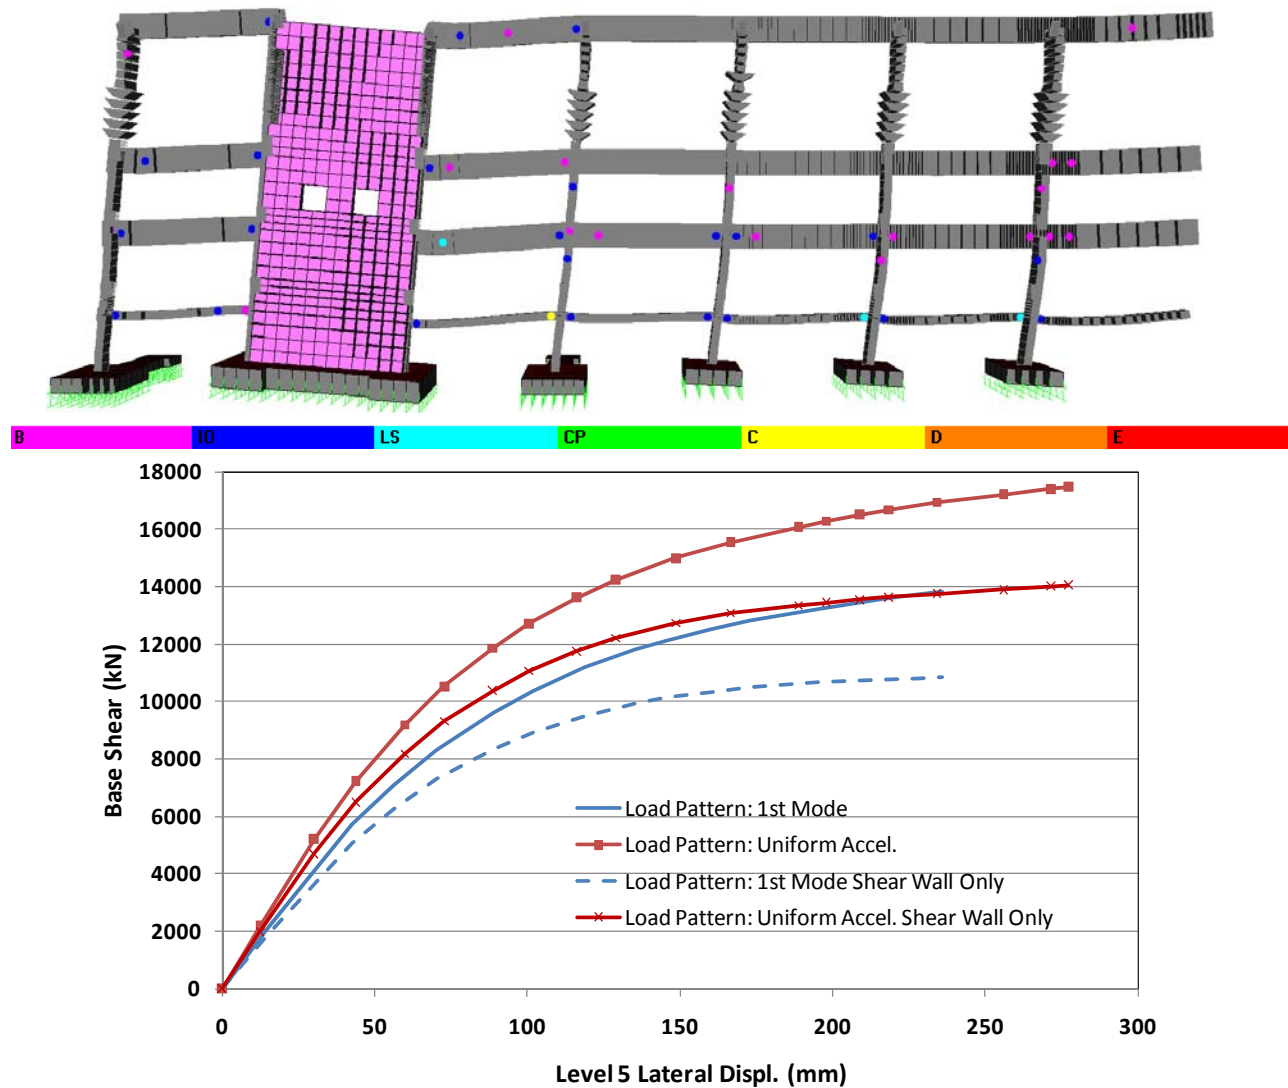 B IO LS CP C D E
18000
16000
14000
12000
10000
8000
6000
4000
2000
0
Base Shear (kN)
Load Pattern: 1st Mode
Load Pattern: Uniform Accel.
Load Pattern: 1st Mode Shear Wall Only
Load Pattern: Uniform Accel. Shear Wall Only
0 50 100 150 200 250 300
Level 5 Lateral Displ. (mm)